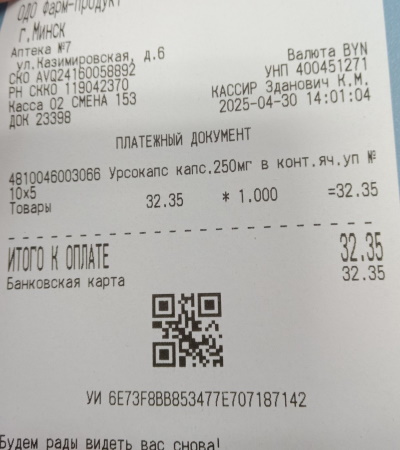 ОДО Фарм-продукт
г.Минск
Аптека №7
ул.Казимировская, д.6
СКО AVQ24160058892
РН СККО 119042370
Касса 02 СМЕНА 153
ДОК 23398
Валюта BYN
УНП 400451271
КАССИР Зданович К.М.
2025-04-30 14:01:04
ПЛАТЕЖНЫЙ ДОКУМЕНТ
4810046003066 Урсокапс капс.250мг в конт.яч.уп №
10х5
Товары 32.35 * 1.000 =32.35
ИТОГО К ОПЛАТЕ 32.35
Банковская карта 32.35
УИ 6E73F8BB853477E707187142
Будем рады видеть вас снова!